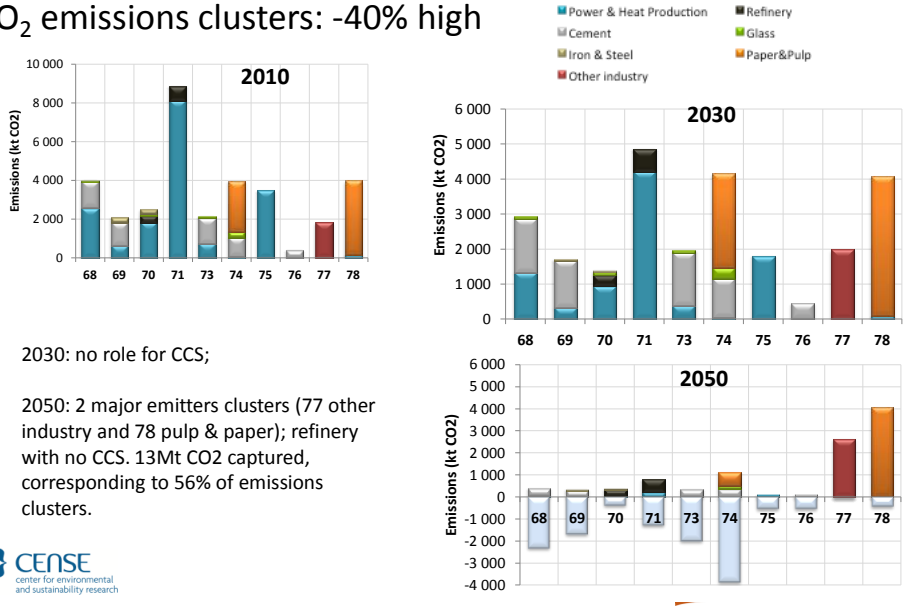 O2 emissions clusters: -40% high
Power & Heat Production
Refinery
Cement
Glass
Iron & Steel
Paper&Pulp
Other industry
2010
Emissions (kt CO2)
10 000
8 000
6 000
4 000
2 000
0
68 69 70 71 73 74 75 76 77 78
2030
Emissions (kt CO2)
6 000
5 000
4 000
3 000
2 000
1 000
0
68 69 70 71 73 74 75 76 77 78
2030: no role for CCS;
2050: 2 major emitters clusters (77 other
industry and 78 pulp & paper); refinery
with no CCS. 13Mt CO2 captured,
corresponding to 56% of emissions
clusters.
2050
Emissions (kt CO2)
6 000
5 000
4 000
3 000
2 000
1 000
0
-1 000
-2 000
-3 000
-4 000
68 69 70 71 73 74 75 76 77 78
CENSE
center for environmental
and sustainability research